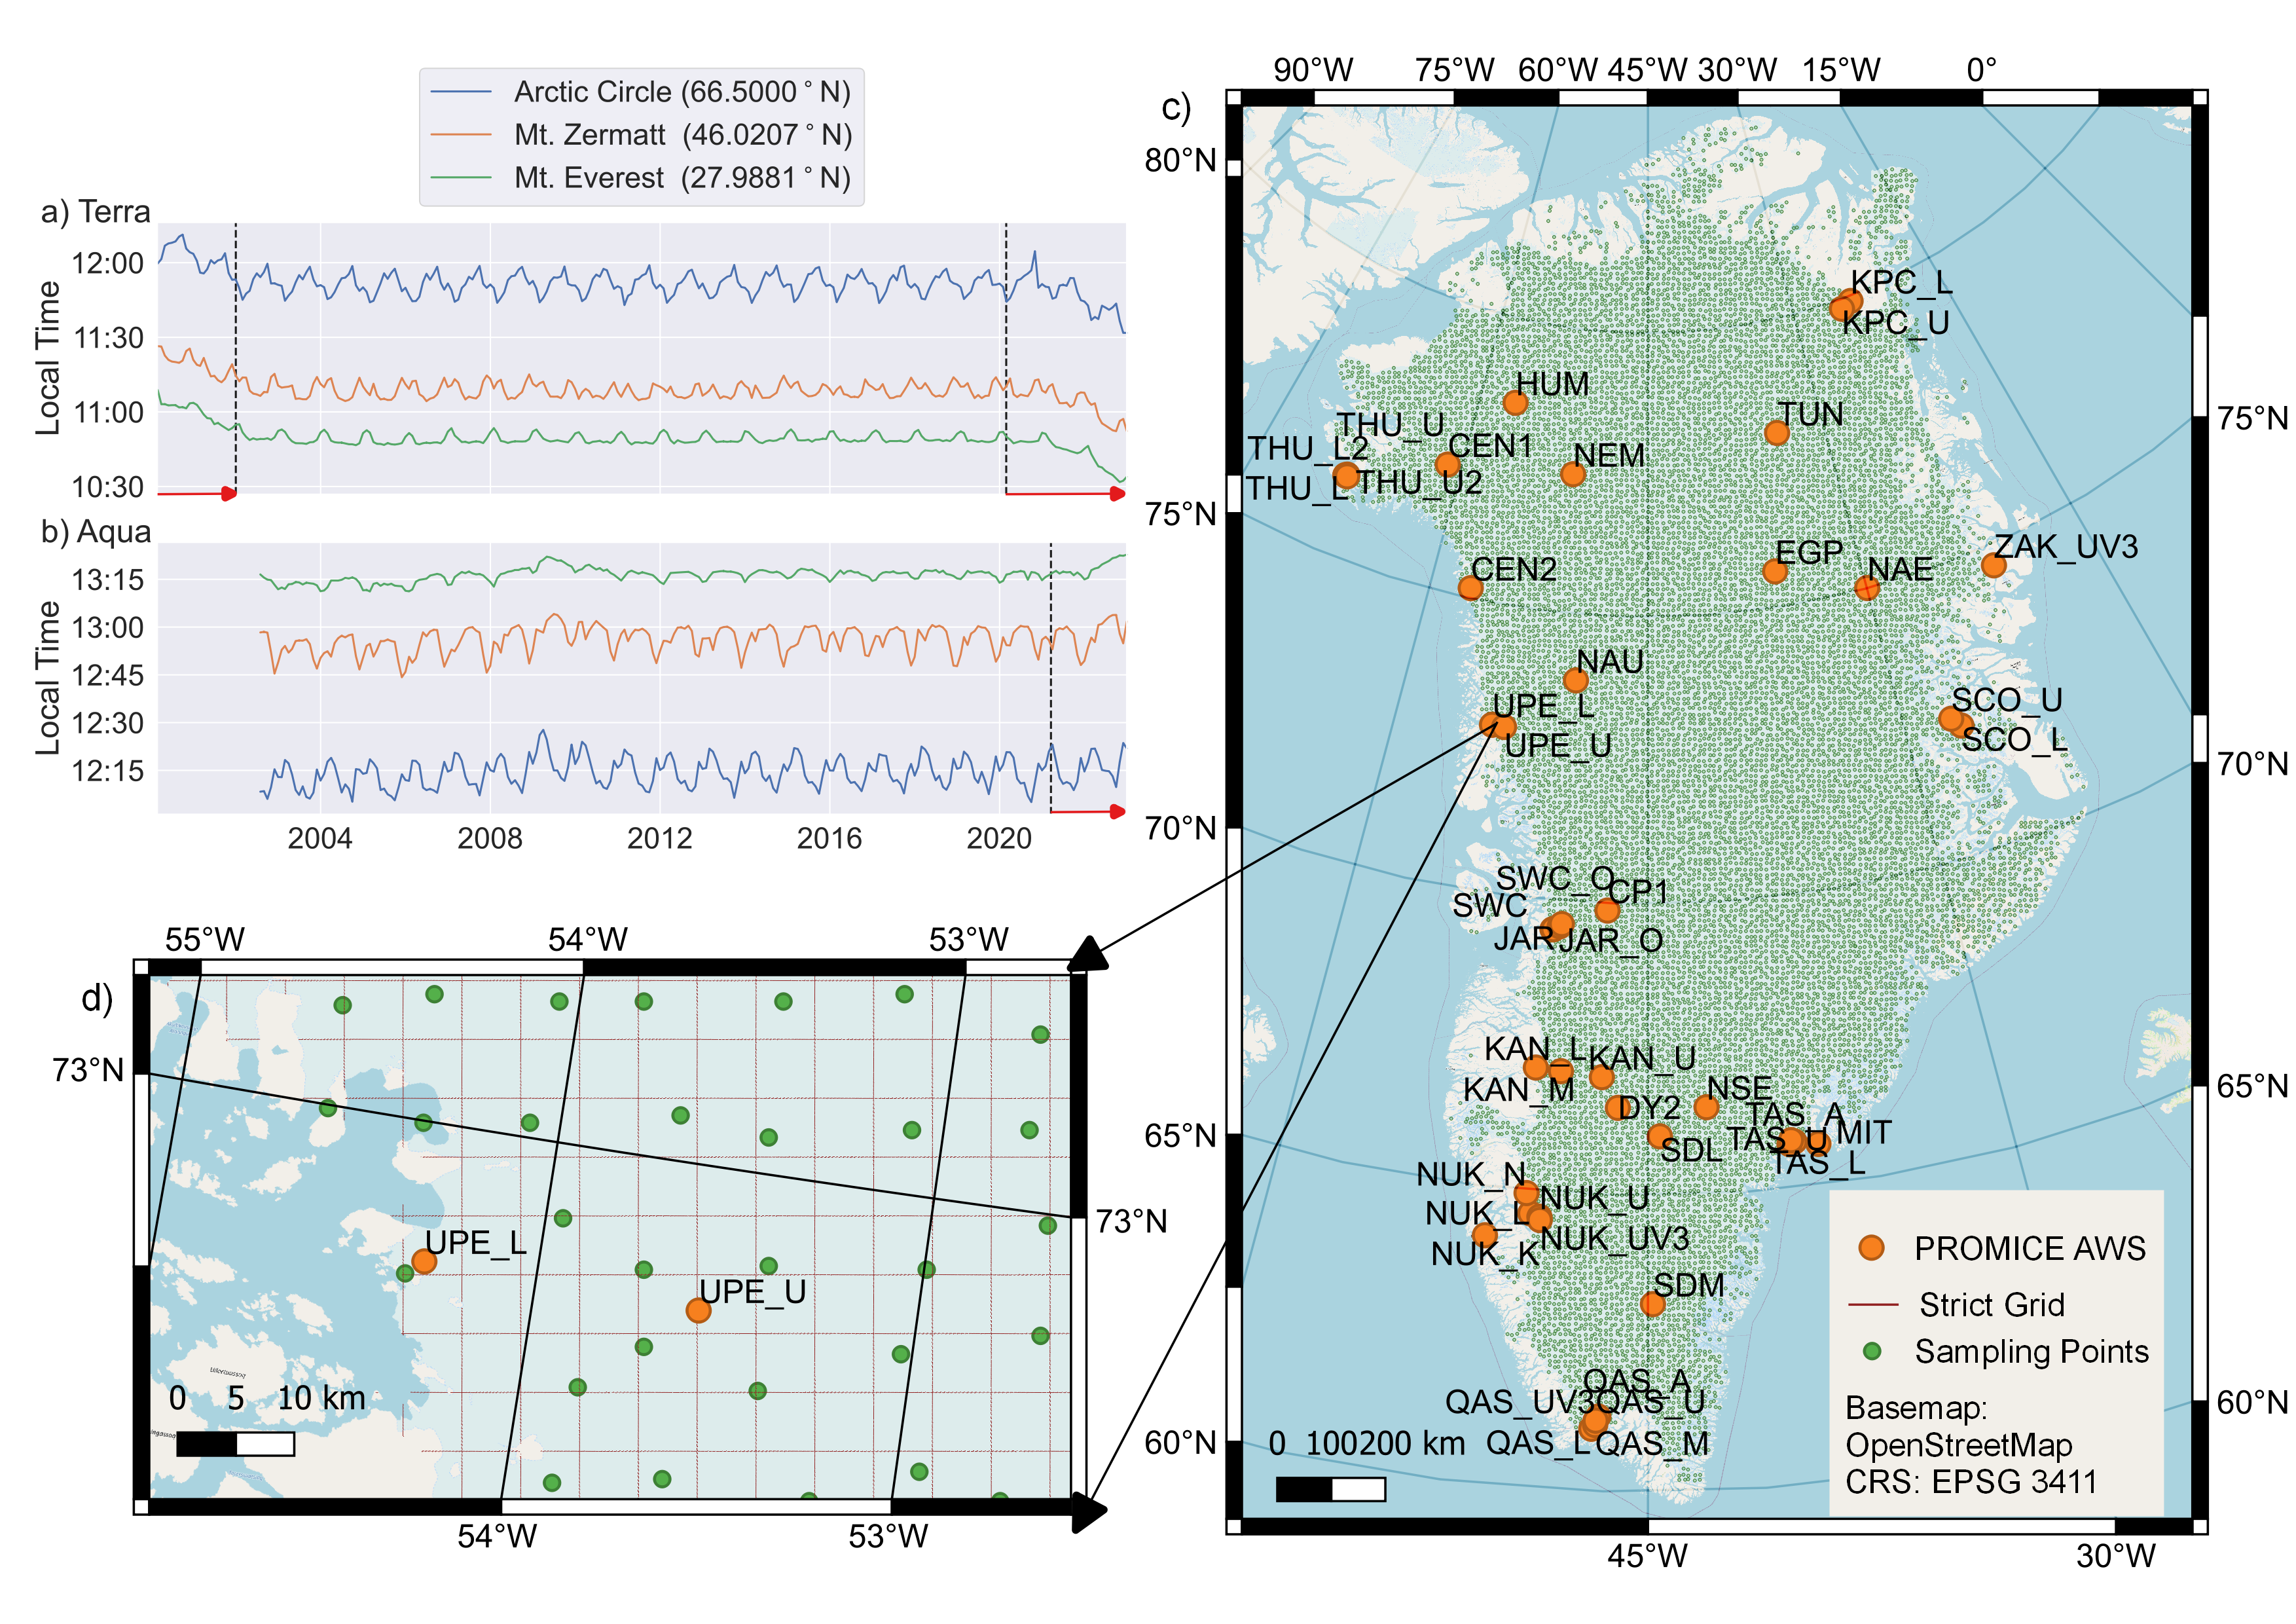 Arctic Circle (66.5000°N)
Mt. Zermatt (46.0207°N)
Mt. Everest (27.9881°N)
a) Terra
Local Time
12:00
11:30
11:00
10:30
b) Aqua
Local Time
13:15
13:00
12:45
12:30
12:15
2004 2008 2012 2016 2020
c)
90°W 75°W 60°W 45°W 30°W 15°W 0°
80°N
75°N
70°N
65°N
60°N
75°N
70°N
65°N
60°N
45°W 30°W
KPC_L
KPC_U
HUM
TUN
THU_U
THU_L2
CEN1
NEM
THU_L
THU_U2
CEN2
EGP
NAE
ZAK_UV3
NAU
UPE_L
UPE_U
SCO_U
SCO_L
SWC_O
CP1
SWC
JAR
JAR_O
KAN_L
KAN_U
KAN_M
DY2
NSE
TAS_A
TAS_U
MIT
SDL
TAS_L
NUK_N
NUK_U
NUK_L
NUK_UV3
NUK_K
SDM
QAS_A
QAS_UV3
QAS_U
QAS_L
QAS_M
0 100 200 km
PROMICE AWS
Strict Grid
Sampling Points
Basemap:
OpenStreetMap
CRS: EPSG 3411
d)
55°W 54°W 53°W
73°N
73°N
UPE_L
UPE_U
0 5 10 km
54°W 53°W